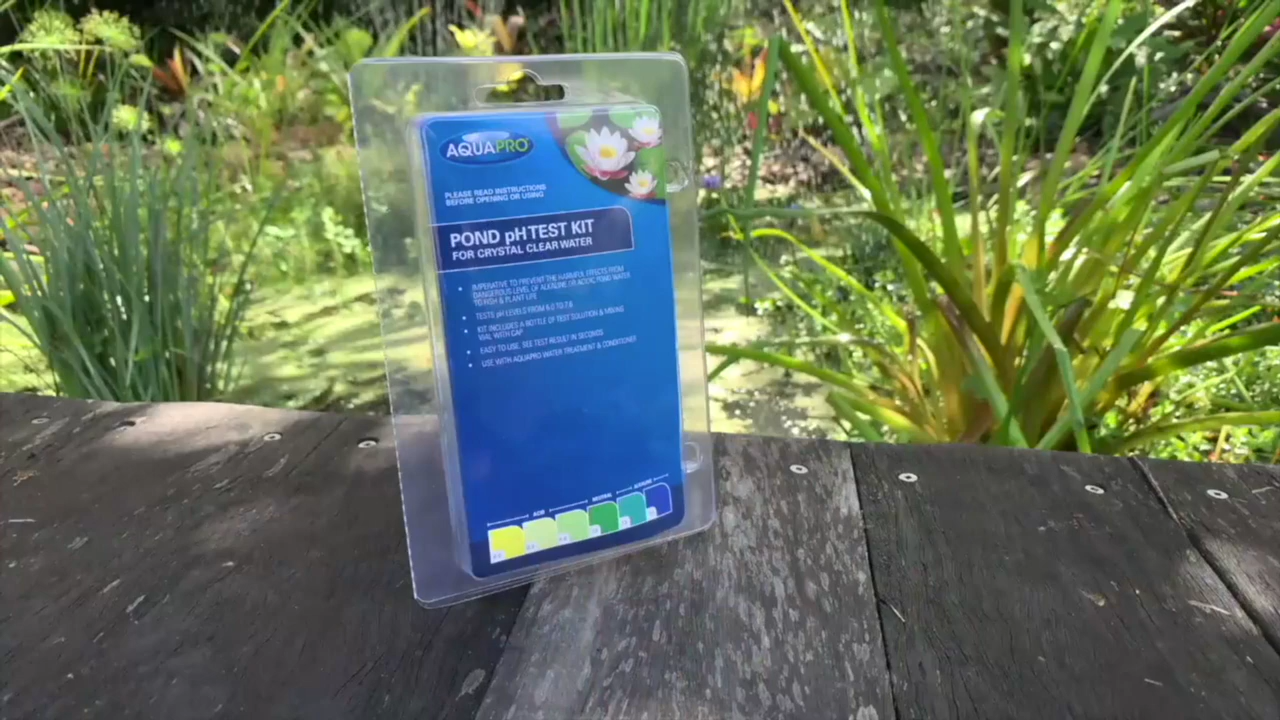 AQUAPRO
PLEASE READ INSTRUCTIONS
BEFORE OPENING OR USING
POND pH TEST KIT
FOR CRYSTAL CLEAR WATER
• IMPERATIVE TO PREVENT THE HARMFUL EFFECTS FROM
DANGEROUS LEVEL OF ALKALINE OR ACIDIC POND WATER
TO FISH & PLANT LIFE
• TESTS pH LEVELS FROM 6.0 TO 7.6
• KIT INCLUDES A BOTTLE OF TEST SOLUTION & MIXING
VIAL WITH CAP
• EASY TO USE. SEE TEST RESULT IN SECONDS
• USE WITH AQUAPRO WATER TREATMENT & CONDITIONER
ACIDIC NEUTRAL ALKALINE